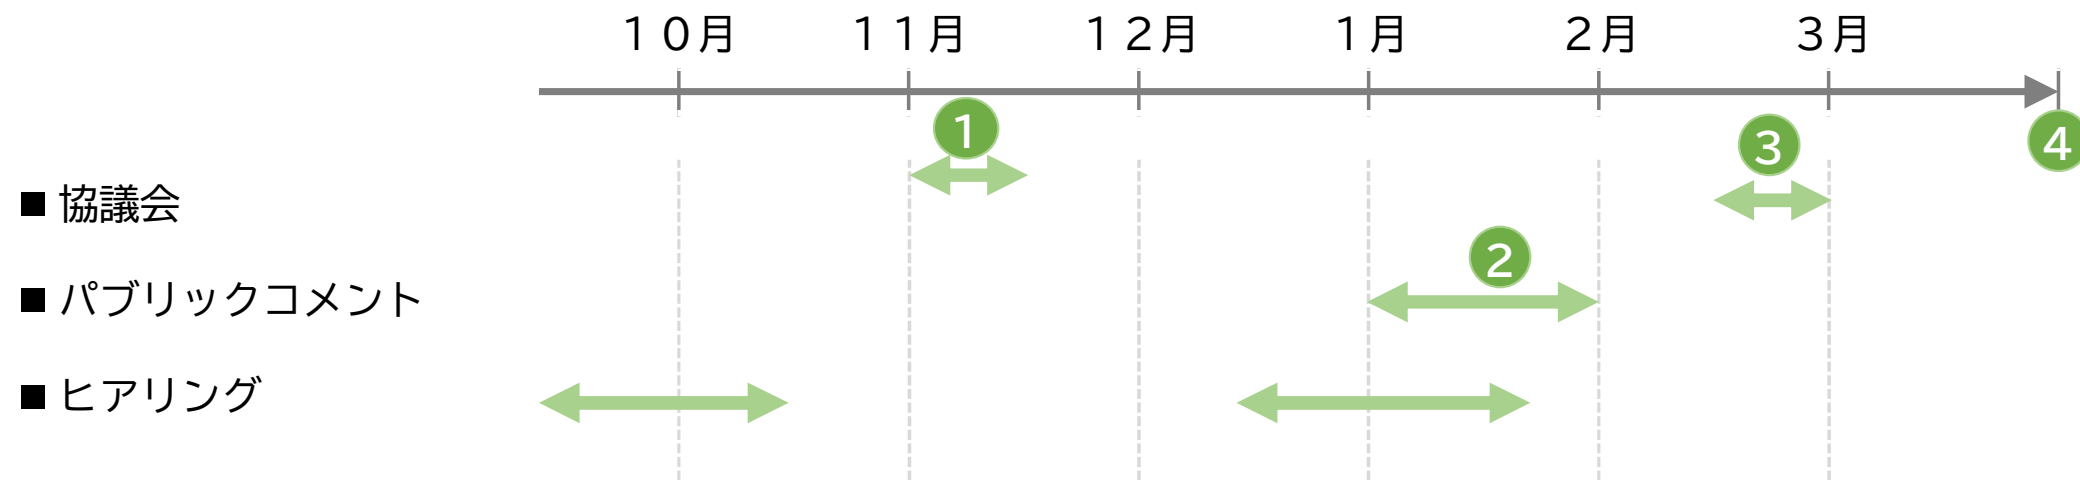 １０月 １１月 １２月 １月 ２月 ３月
1
3
4
■ 協議会
2
■ パブリックコメント
■ ヒアリング